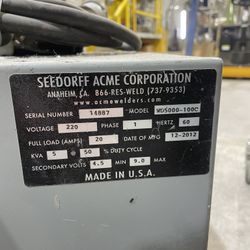 SEEDORFF ACME CORPORATION
ANAHEIM, CA. 866-RES-WELD (737-9353)
www.acmewelders.com
SERIAL NUMBER 14887 MODEL WD5000-100C
VOLTAGE 220 PHASE 1 HERTZ 60
FULL LOAD (AMPS) 20 DATE OF MFG 12-2012
KVA 5 @ 50 % DUTY CYCLE
SECONDARY VOLTS 4.5 MIN 9.0 MAX
MADE IN U.S.A.